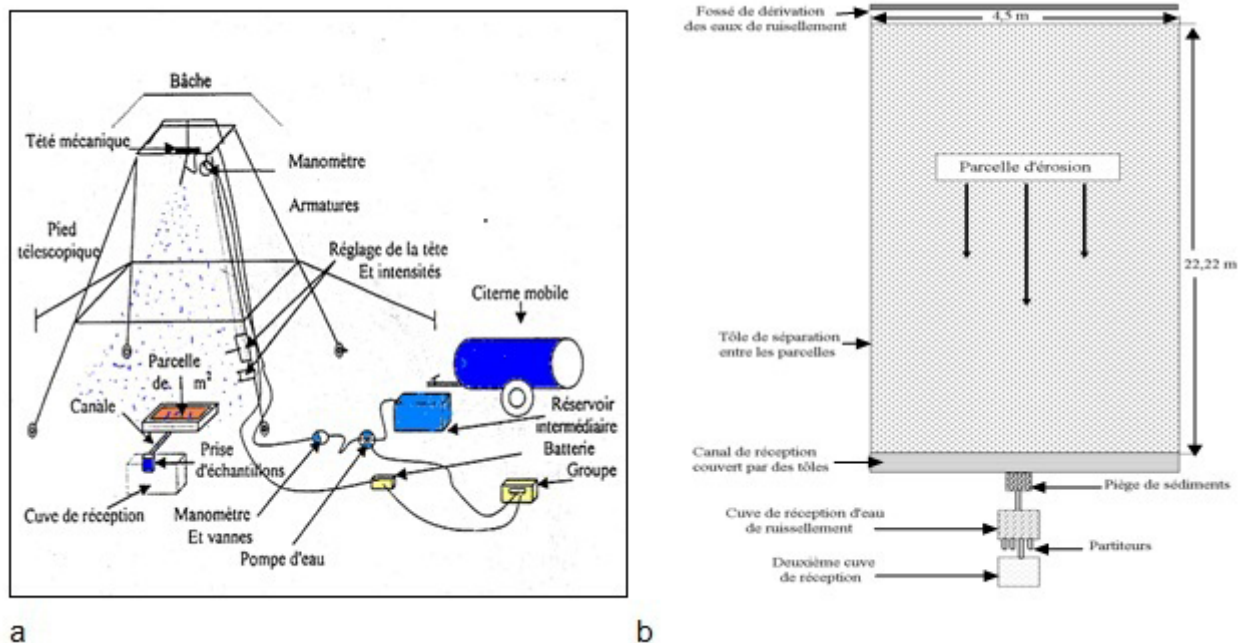 Bâche
Tété mécanique
Manomètre
Armatures
Pied
télescopique
Réglage de la tête
Et intensités
Citerne mobile
Parcelle
de m²
Canale
Prise
d'échantillons
Cuve de réception
Manomètre
Et vannes
Pompe d'eau
Réservoir
intermédiaire
Batterie
Groupe
a
Fossé de dérivation
des eaux de ruisellement
4,5 m
Parcelle d'érosion
22,22 m
Tôle de séparation
entre les parcelles
Canal de réception
couvert par des tôles
Piège de sédiments
Cuve de réception d'eau
de ruissellement
Partiteurs
Deuxième cuve
de réception
b